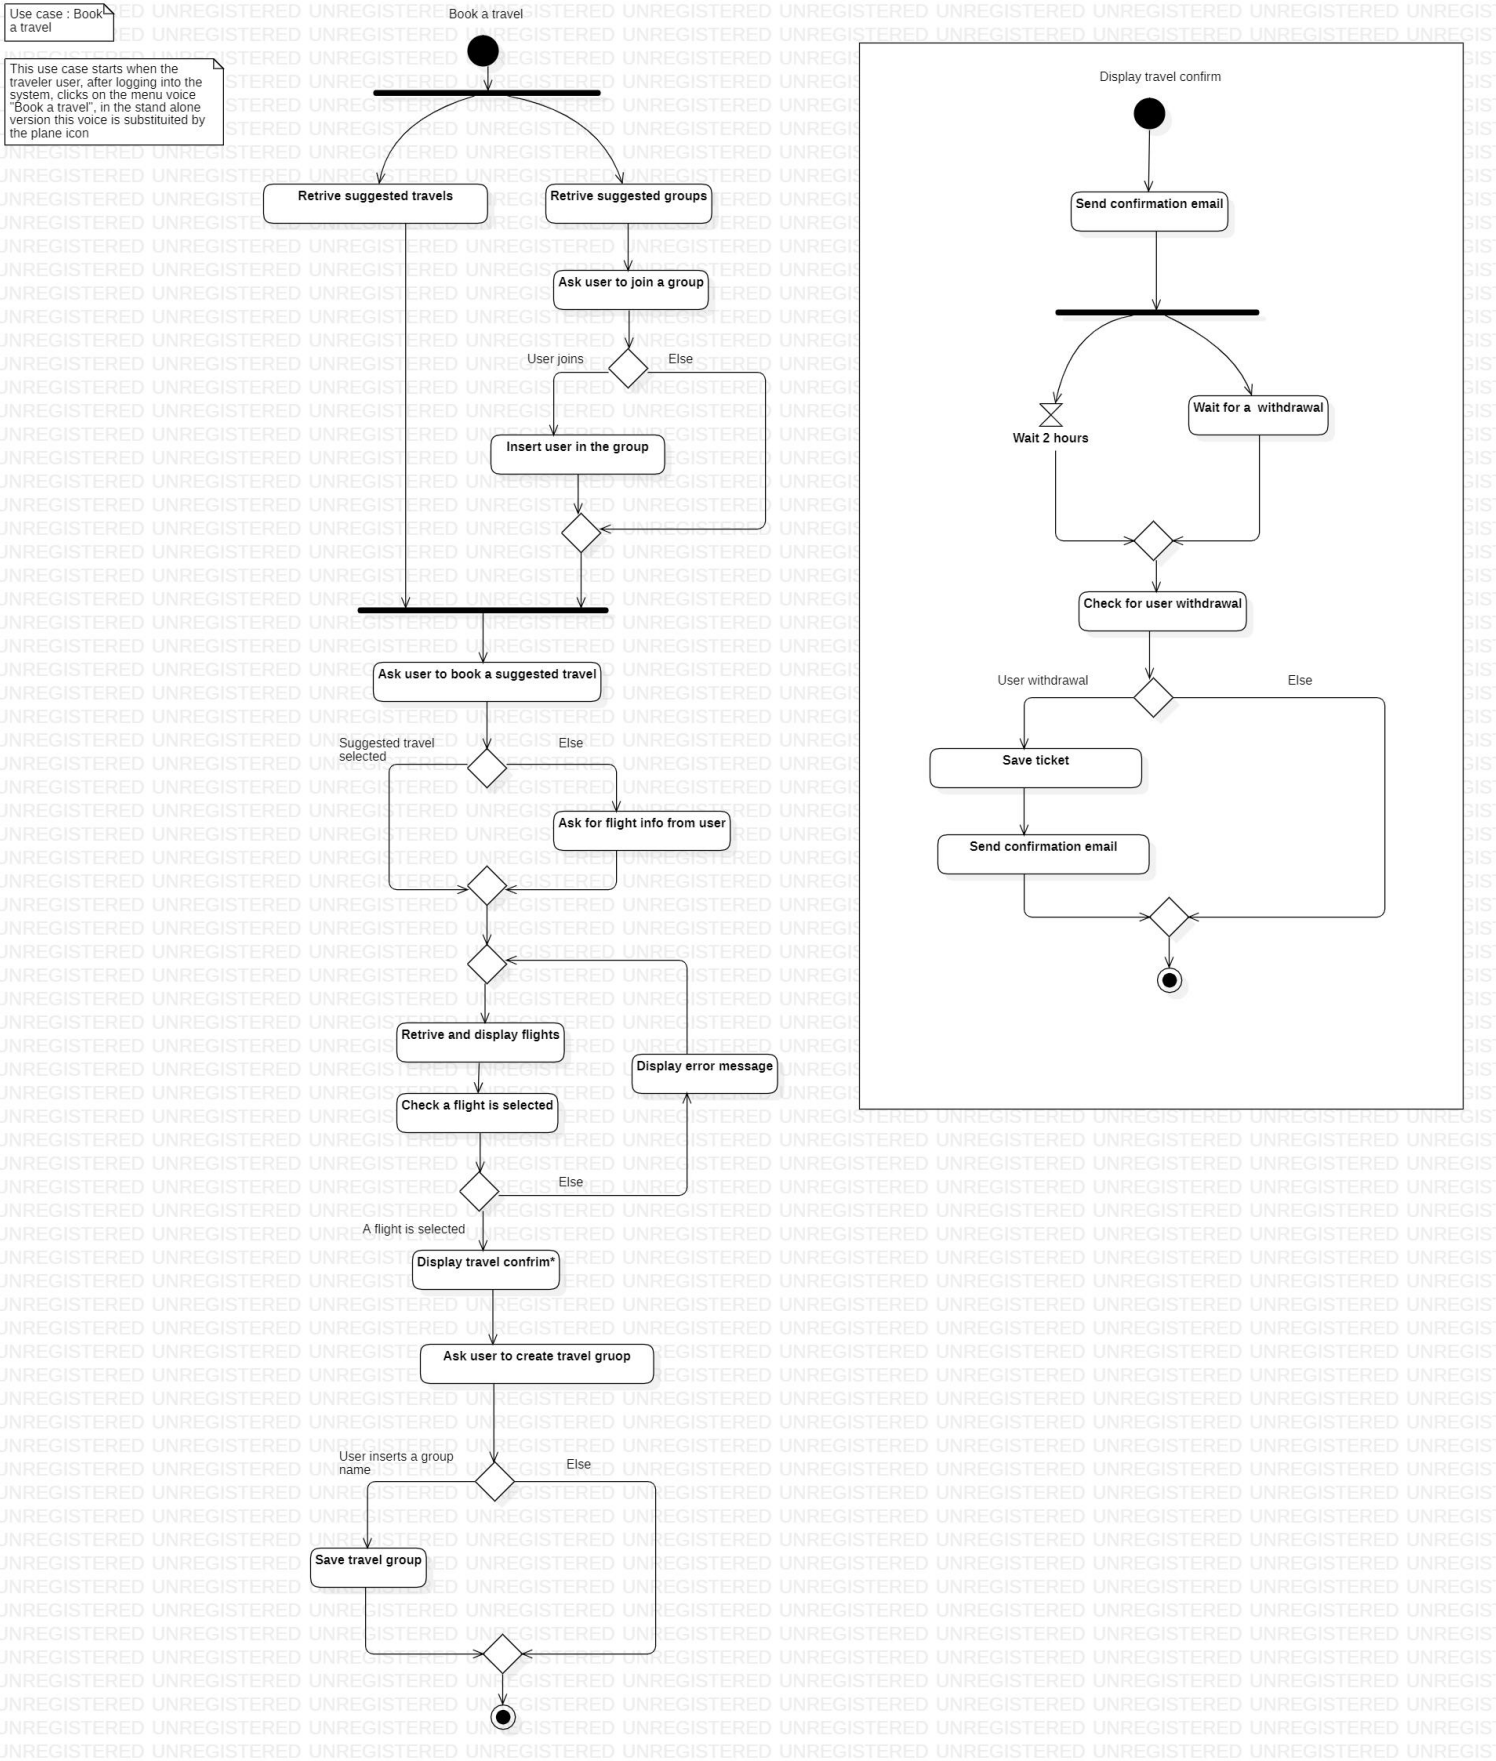 Use case : Book
a travel
This use case starts when the
traveler user, after logging into the
system, clicks on the menu voice
"Book a travel", in the stand alone
version this voice is substituited by
the plane icon
Book a travel
Retrive suggested travels
Retrive suggested groups
Ask user to join a group
User joins
Else
Insert user in the group
Ask user to book a suggested travel
Suggested travel
selected
Else
Ask for flight info from user
Retrive and display flights
Display error message
Check a flight is selected
Else
A flight is selected
Display travel confrim*
Ask user to create travel gruop
User inserts a group
name
Else
Save travel group
Display travel confirm
Send confirmation email
Wait 2 hours
Wait for a  withdrawal
Check for user withdrawal
User withdrawal
Else
Save ticket
Send confirmation email
UNREGISTERED